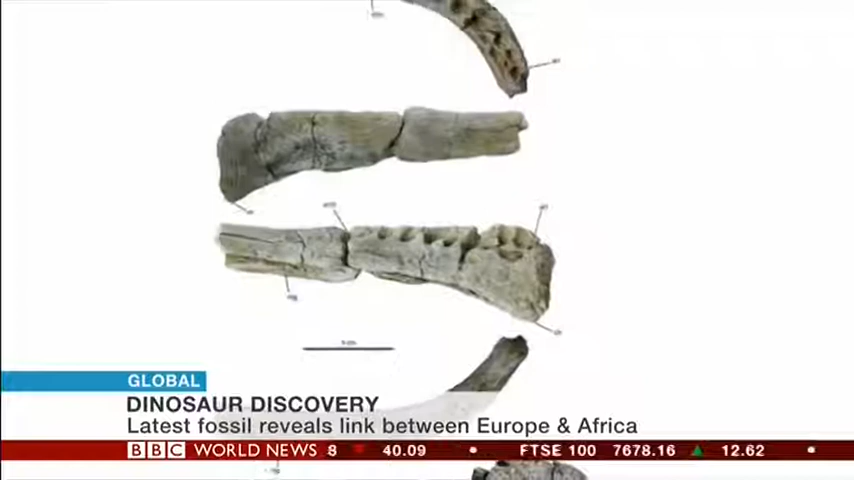 GLOBAL
DINOSAUR DISCOVERY
Latest fossil reveals link between Europe & Africa
BBC WORLD NEWS 8 ▼ 40.09 • FTSE 100 7678.16 ▲ 12.62 •